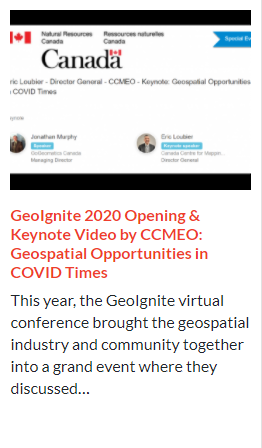 Natural Resources Canada
Ressources naturelles Canada
Special Ev
Canada
ric Loubier - Director General - CCMEO - Keynote: Geospatial Opportunities
COVID Times
eynote
Jonathan Murphy
Speaker
GoGeomatics Canada
Managing Director
Eric Loubier
Keynote speaker
Canada Centre for Mappin...
Director General
GeoIgnite 2020 Opening &
Keynote Video by CCMEO:
Geospatial Opportunities in
COVID Times
This year, the GeoIgnite virtual
conference brought the geospatial
industry and community together
into a grand event where they
discussed...